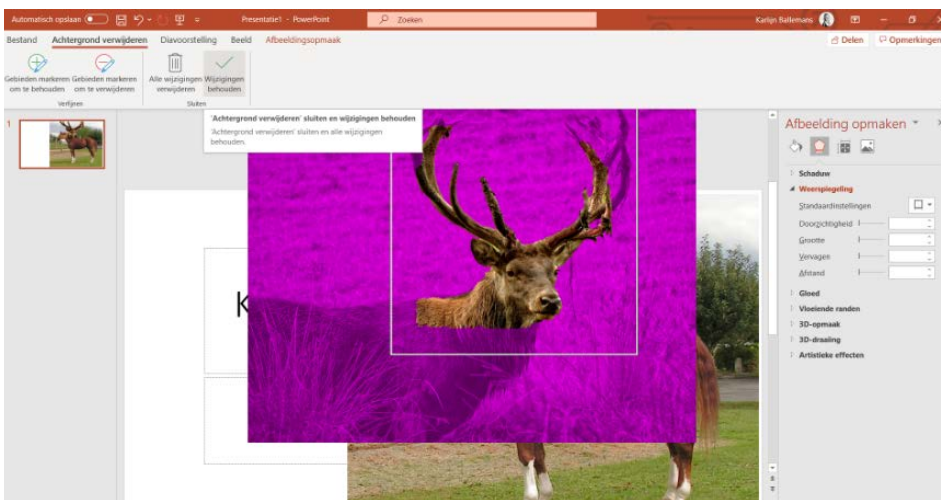 Automatisch opslaan
Presentatie1 - PowerPoint
Zoeken
Karlijn Ballemans
Bestand Achtergrond verwijderen Diavoorstelling Beeld Afbeeldingsopmaak
Delen Opmerkingen
Gebieden markeren Gebieden markeren Alle wijzigingen Wijzigingen
om te behouden om te verwijderen verwijderen behouden
Verfijnen Sluiten
'Achtergrond verwijderen' sluiten en wijzigingen behouden
'Achtergrond verwijderen' sluiten en alle wijzigingen
behouden.
1
K
Afbeelding opmaken
Schaduw
Weerspiegeling
Standaardinstellingen
Doorzichtigheid
Grootte
Vervagen
Afstand
Gloed
Vloeiende randen
3D-opmaak
3D-draaiing
Artistieke effecten